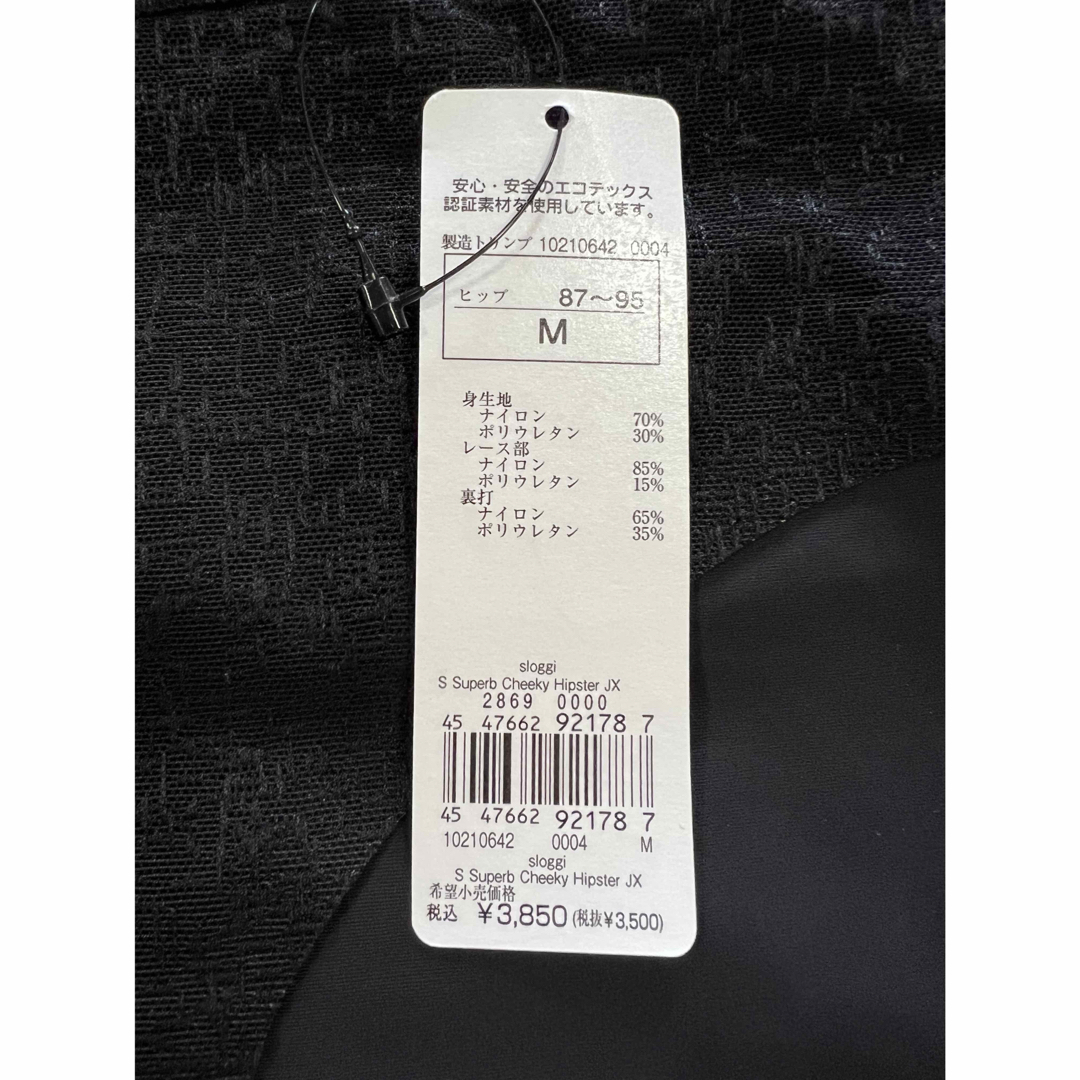 安心・安全のエコテックス
認証素材を使用しています。
製造トリンプ 10210642 0004
ヒップ 87～95
M
身生地
ナイロン 70%
ポリウレタン 30%
レース部
ナイロン 85%
ポリウレタン 15%
裏打
ナイロン 65%
ポリウレタン 35%
sloggi
S Superb Cheeky Hipster JX
2869 0000
45 47662 92178 7
45 47662 92178 7
10210642 0004 M
sloggi
S Superb Cheeky Hipster JX
希望小売価格
税込 ¥3,850 (税抜¥3,500)